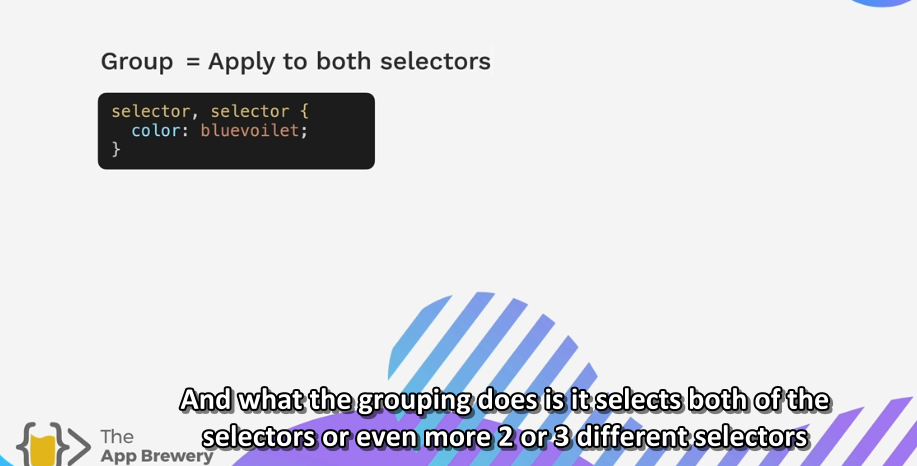 Group = Apply to both selectors
selector, selector {
color: bluevoilet;
}
And what the grouping does is it selects both of the
selectors or even more 2 or 3 different selectors
The
App Brewery